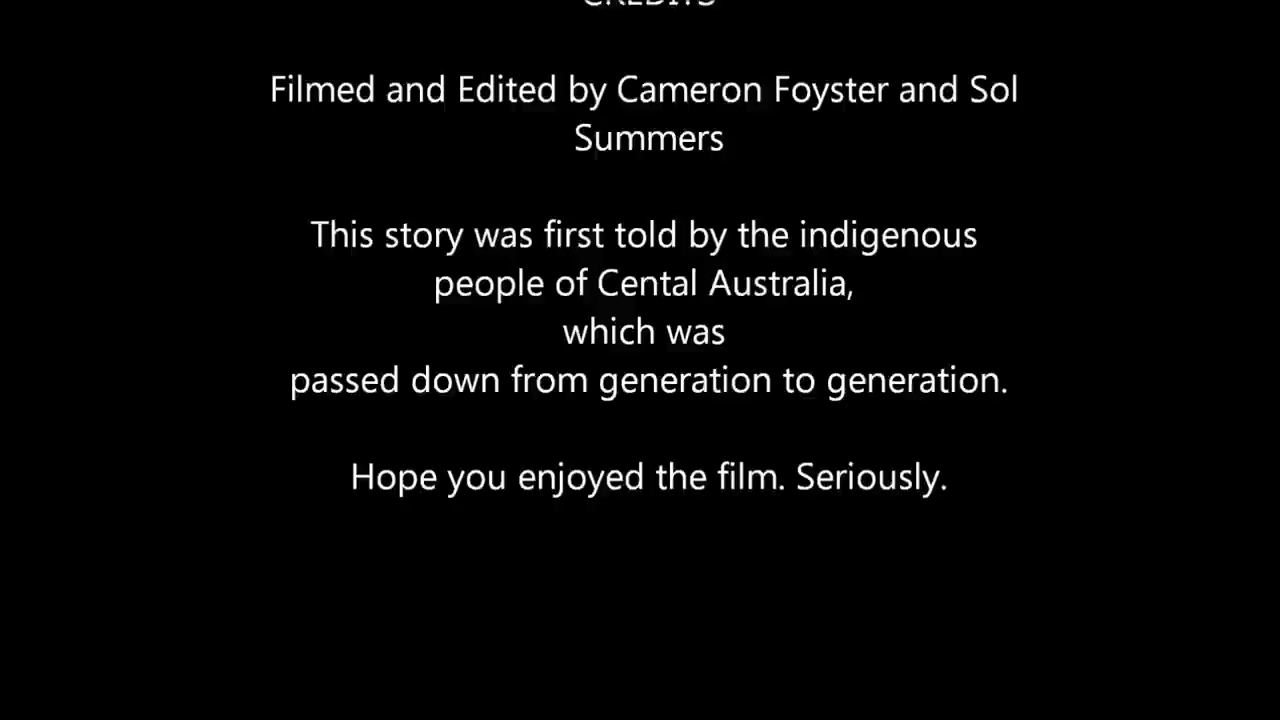 CREDITS
Filmed and Edited by Cameron Foyster and Sol
Summers
This story was first told by the indigenous
people of Cental Australia,
which was
passed down from generation to generation.
Hope you enjoyed the film. Seriously.